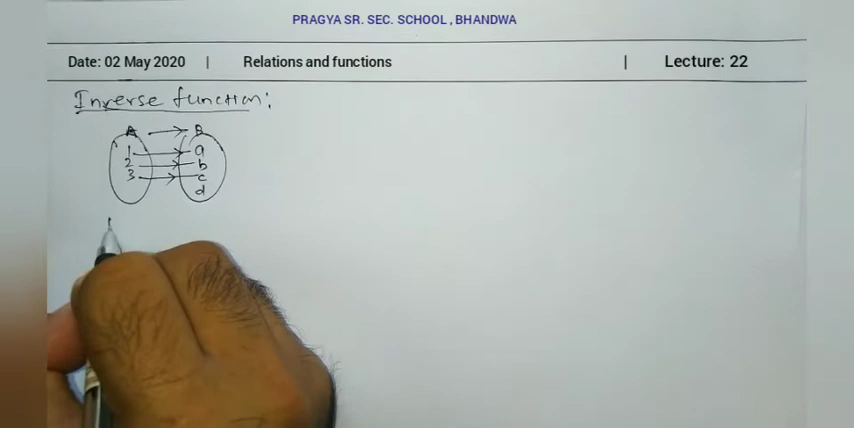 PRAGYA SR. SEC. SCHOOL , BHANDWA
Date: 02 May 2020 | Relations and functions | Lecture: 22
Inverse function:
A → B
1 → a
2 → b
3 → c
d